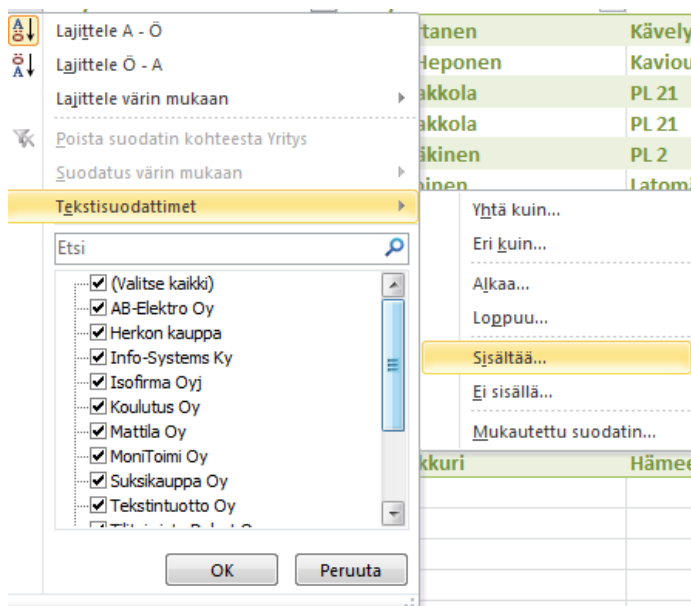 Lajittele A - Ö
Lajittele Ö - A
Lajittele värin mukaan
Poista suodatin kohteesta Yritys
Suodatus värin mukaan
Tekstisuodattimet
Etsi
(Valitse kaikki)
AB-Elektro Oy
Herkon kauppa
Info-Systems Ky
Isofirma Oyj
Koulutus Oy
Mattila Oy
MoniToimi Oy
Suksikauppa Oy
Tekstintuotto Oy
OK Peruuta
Yhtä kuin...
Eri kuin...
Alkaa...
Loppuu...
Sisältää...
Ei sisällä...
Mukautettu suodatin...
rtanen Kävely
Heponen Kaviou
akkola PL 21
akkola PL 21
äkinen PL 2
oinen Latomä
kkuri Hämee